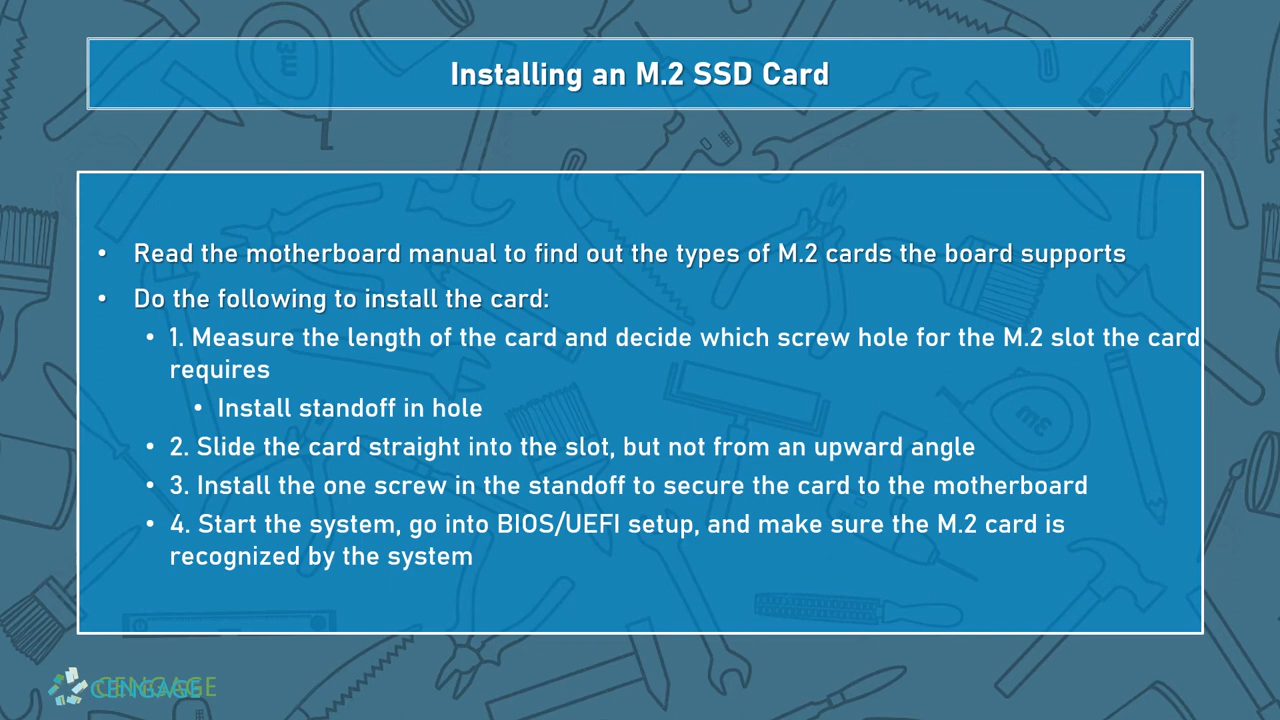 Installing an M.2 SSD Card
• Read the motherboard manual to find out the types of M.2 cards the board supports
• Do the following to install the card:
• 1. Measure the length of the card and decide which screw hole for the M.2 slot the card
requires
• Install standoff in hole
• 2. Slide the card straight into the slot, but not from an upward angle
• 3. Install the one screw in the standoff to secure the card to the motherboard
• 4. Start the system, go into BIOS/UEFI setup, and make sure the M.2 card is
recognized by the system
3m
3m
CENGAGE
CENGAGE